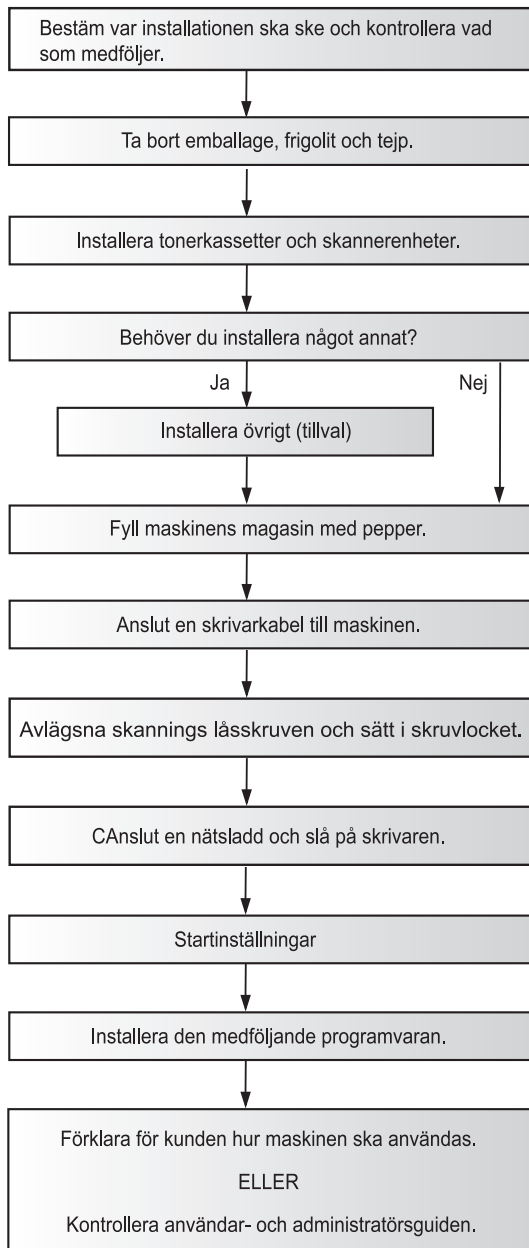 Bestäm var installationen ska ske och kontrollera vad
som medföljer.
Ta bort emballage, frigolit och tejp.
Installera tonerkassetter och skannerenheter.
Behöver du installera något annat?
Ja
Nej
Installera övrigt (tillval)
Fyll maskinens magasin med pepper.
Anslut en skrivarkabel till maskinen.
Avlägsna skannings låsskruven och sätt i skruvlocket.
CAnslut en nätsladd och slå på skrivaren.
Startinställningar
Installera den medföljande programvaran.
Förklara för kunden hur maskinen ska användas.
ELLER
Kontrollera användar- och administratörsguiden.